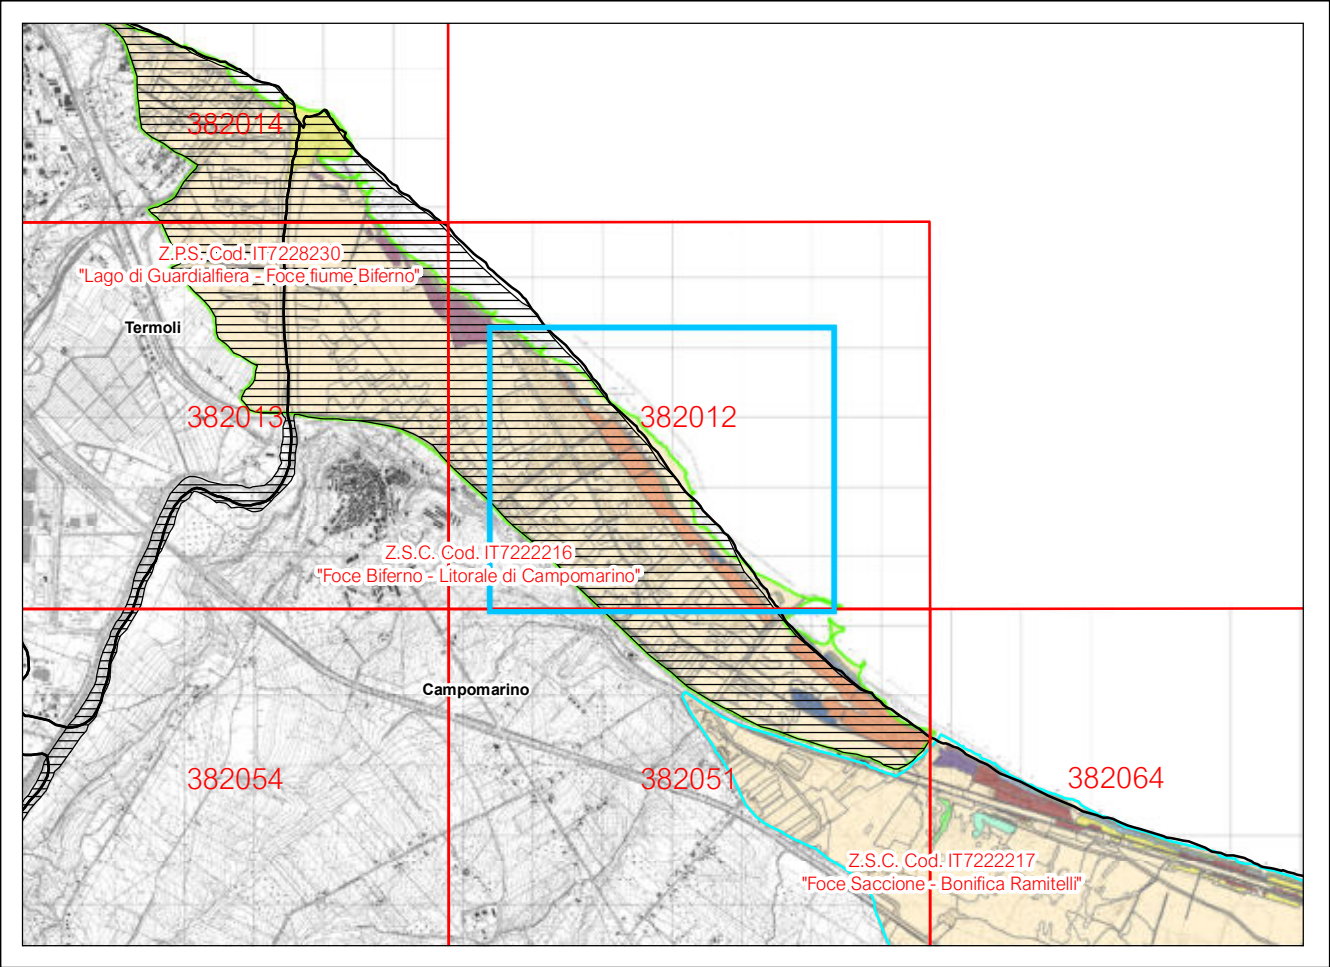 382014
Z.P.S. Cod. IT7228230
"Lago di Guardialfiera - Foce fiume Biferno"
Termoli
382013
382012
Z.S.C. Cod. IT7222216
"Foce Biferno - Litorale di Campomarino"
Campomarino
382054
382051
382064
Z.S.C. Cod. IT7222217
"Foce Saccione - Bonifica Ramitelli"